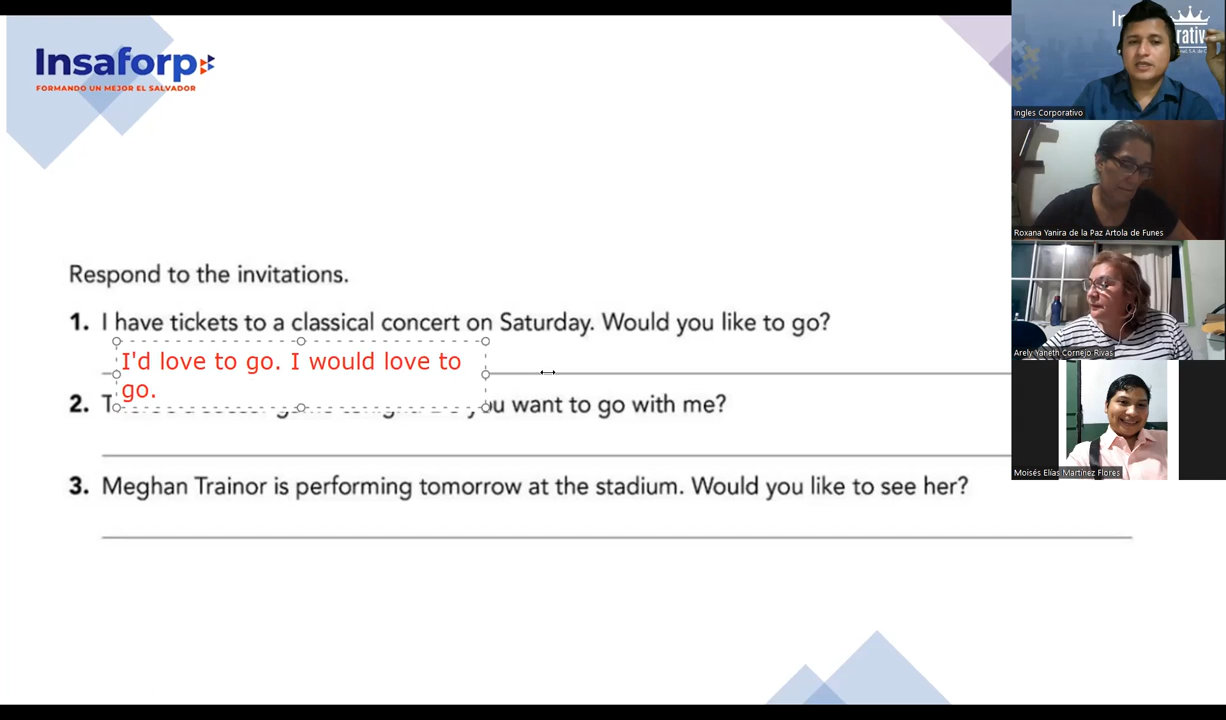 Insaforp
FORMANDO UN MEJOR EL SALVADOR
Respond to the invitations.
1. I have tickets to a classical concert on Saturday. Would you like to go?
I'd love to go. I would love to
go.
2. you want to go with me?
3. Meghan Trainor is performing tomorrow at the stadium. Would you like to see her?
Ingles Corporativo
Roxana Yanira de la Paz Artola de Funes
Arely Yaneth Cornejo Rivas
Moisés Elías Martínez Flores